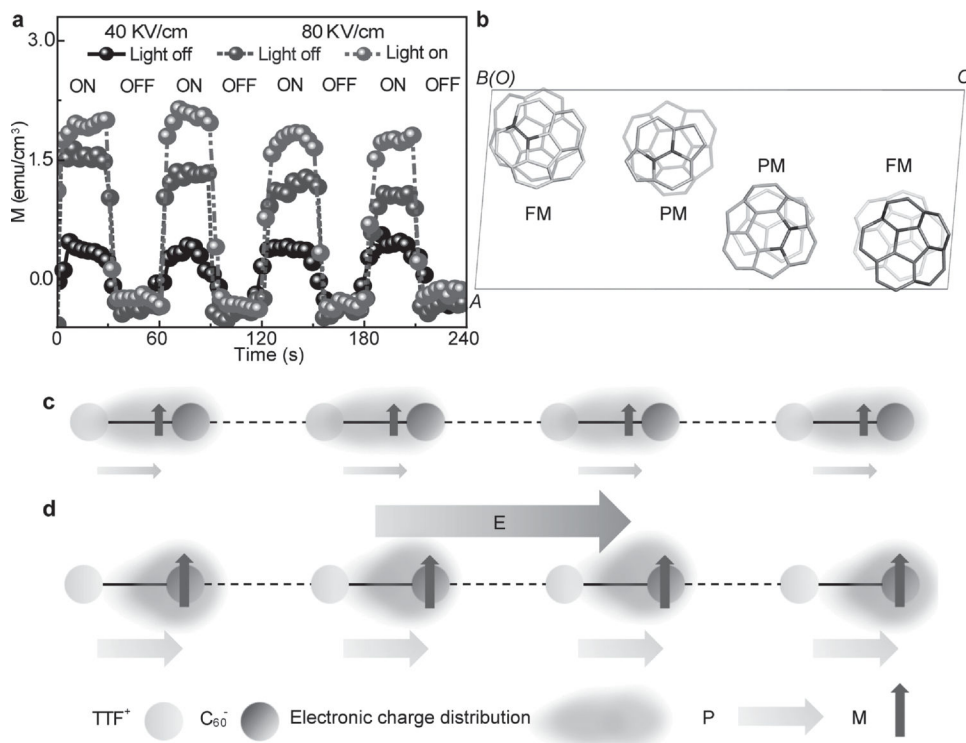 a
40 KV/cm 80 KV/cm
Light off Light off Light on
ON OFF ON OFF ON OFF ON OFF
M (emu/cm³)
3.0
1.5
0.0
0 60 120 180 240
Time (s)
b
B(O) C
FM PM PM FM
A
c
d
E
TTF⁺ C₆₀⁻ Electronic charge distribution P M